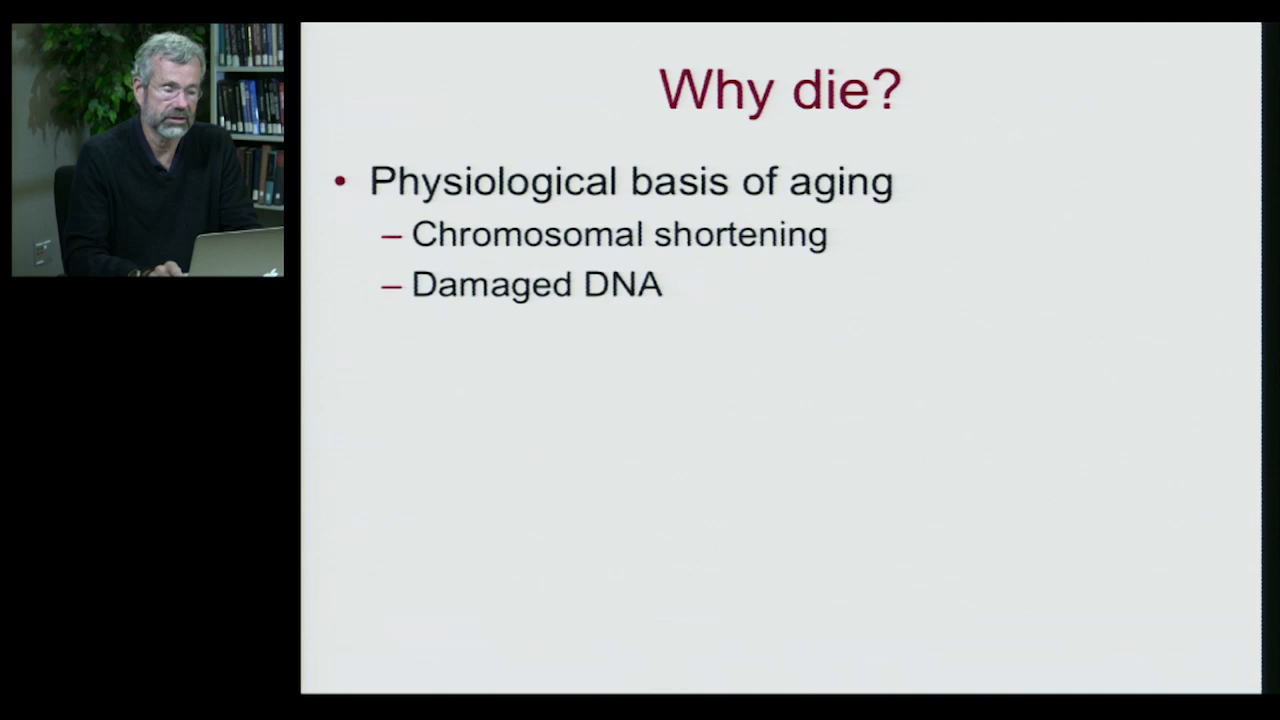 Why die?
• Physiological basis of aging
– Chromosomal shortening
– Damaged DNA